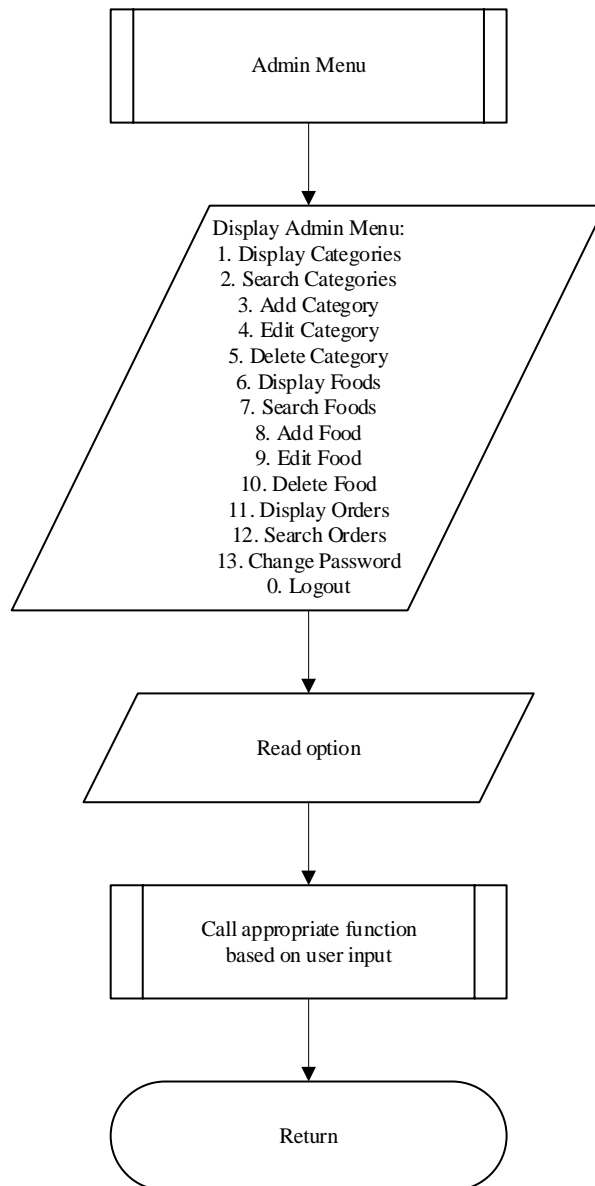 Admin Menu
Display Admin Menu:
1. Display Categories
2. Search Categories
3. Add Category
4. Edit Category
5. Delete Category
6. Display Foods
7. Search Foods
8. Add Food
9. Edit Food
10. Delete Food
11. Display Orders
12. Search Orders
13. Change Password
0. Logout
Read option
Call appropriate function
based on user input
Return